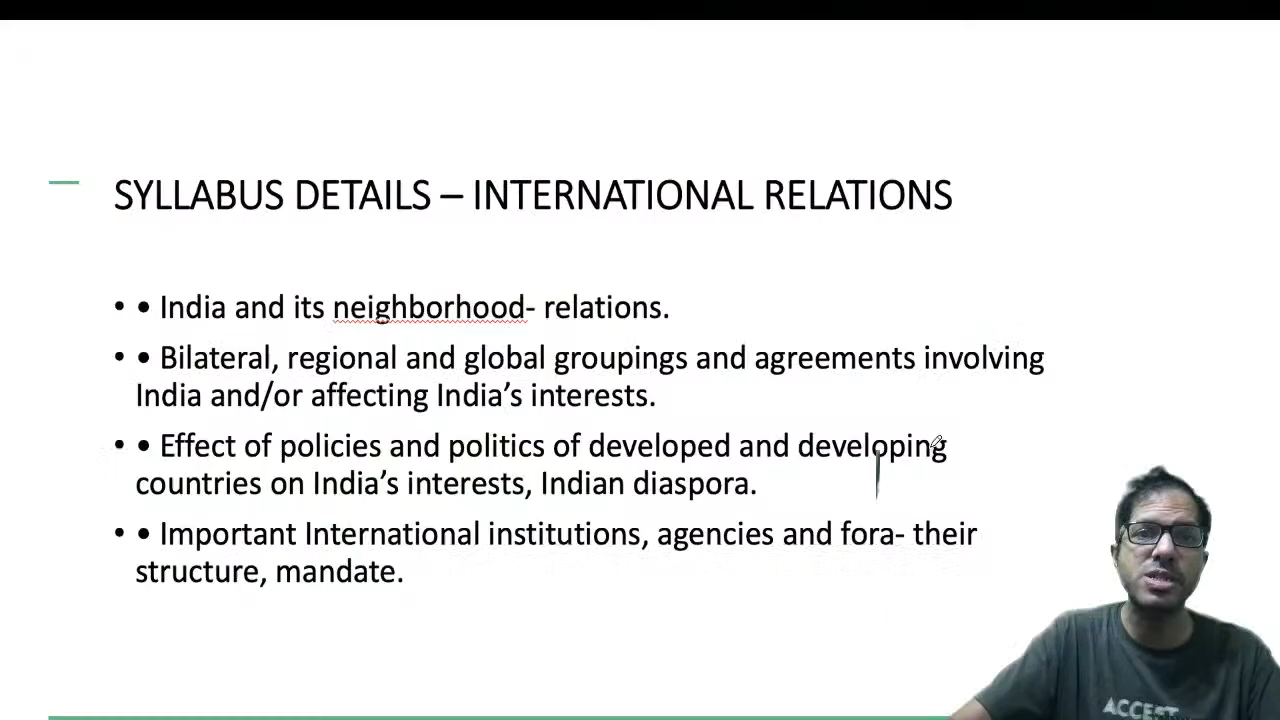 SYLLABUS DETAILS – INTERNATIONAL RELATIONS
• • India and its neighborhood- relations.
• • Bilateral, regional and global groupings and agreements involving
India and/or affecting India’s interests.
• • Effect of policies and politics of developed and developing
countries on India’s interests, Indian diaspora.
• • Important International institutions, agencies and fora- their
structure, mandate.